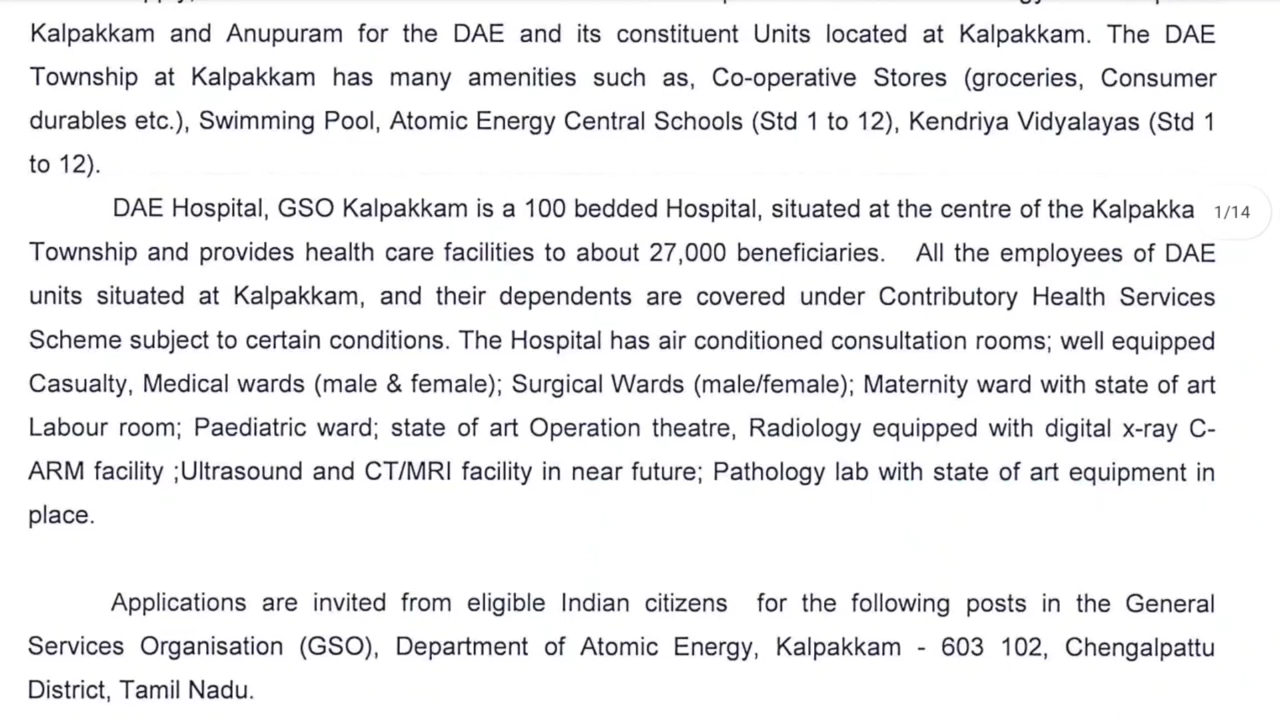 Kalpakkam and Anupuram for the DAE and its constituent Units located at Kalpakkam. The DAE
Township at Kalpakkam has many amenities such as, Co-operative Stores (groceries, Consumer
durables etc.), Swimming Pool, Atomic Energy Central Schools (Std 1 to 12), Kendriya Vidyalayas (Std 1
to 12).
DAE Hospital, GSO Kalpakkam is a 100 bedded Hospital, situated at the centre of the Kalpakka 1/14
Township and provides health care facilities to about 27,000 beneficiaries. All the employees of DAE
units situated at Kalpakkam, and their dependents are covered under Contributory Health Services
Scheme subject to certain conditions. The Hospital has air conditioned consultation rooms; well equipped
Casualty, Medical wards (male & female); Surgical Wards (male/female); Maternity ward with state of art
Labour room; Paediatric ward; state of art Operation theatre, Radiology equipped with digital x-ray C-
ARM facility ;Ultrasound and CT/MRI facility in near future; Pathology lab with state of art equipment in
place.
Applications are invited from eligible Indian citizens for the following posts in the General
Services Organisation (GSO), Department of Atomic Energy, Kalpakkam - 603 102, Chengalpattu
District, Tamil Nadu.